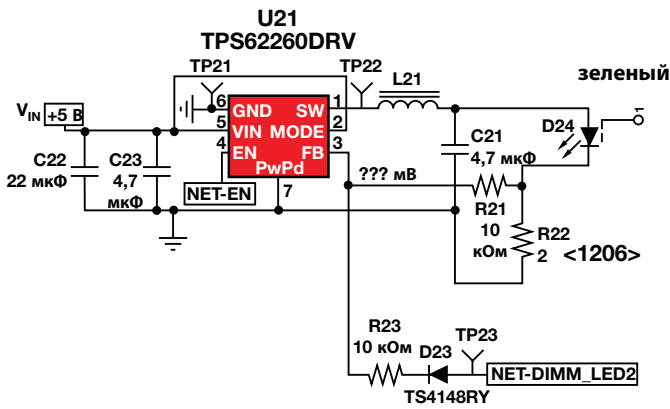 U21
TPS62260DRV
TP21
TP22
L21
зеленый
VIN +5 В
6 GND SW 1
5 VIN MODE 2
4 EN FB 3
PwPd
7
C22
22 мкФ
C23
4,7
мкФ
NET-EN
C21
4,7 мкФ
D24
1
??? мВ
R21
10
кОм
R22
2
<1206>
R23
10 кОм
D23
TS4148RY
TP23
NET-DIMM_LED2